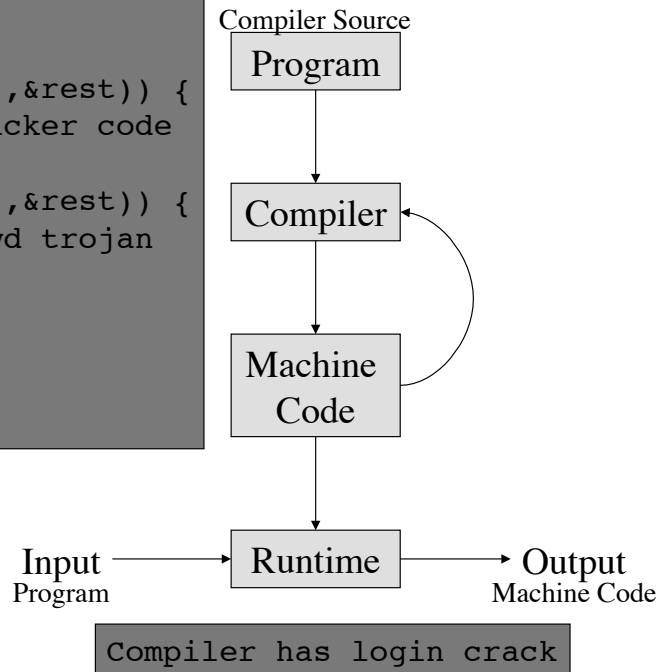 Compiler Source
Program
,&rest)) {
cker code
,&rest)) {
d trojan
Compiler
Machine
Code
Input
Program
Runtime
Output
Machine Code
Compiler has login crack